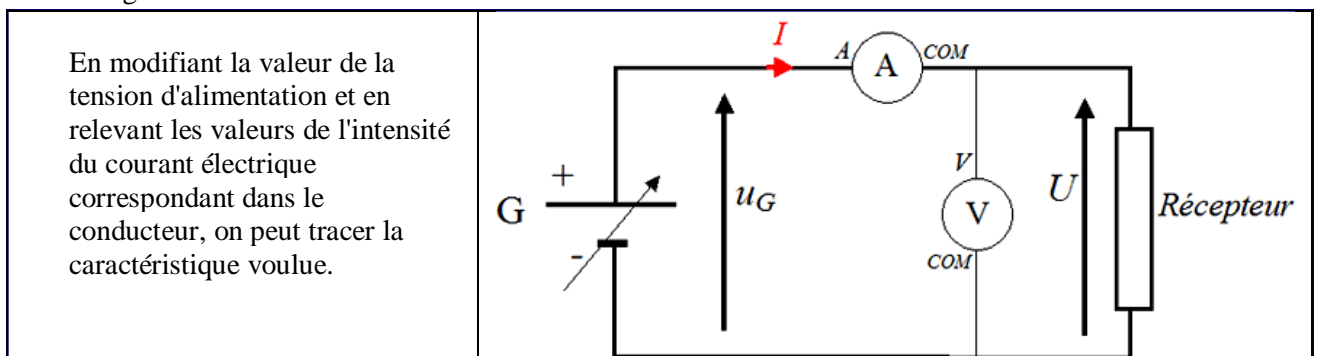 En modifiant la valeur de la
tension d'alimentation et en
relevant les valeurs de l'intensité
du courant électrique
correspondant dans le
conducteur, on peut tracer la
caractéristique voulue.
I
A
A
COM
+
G
-
u_G
V
V
COM
U
Récepteur